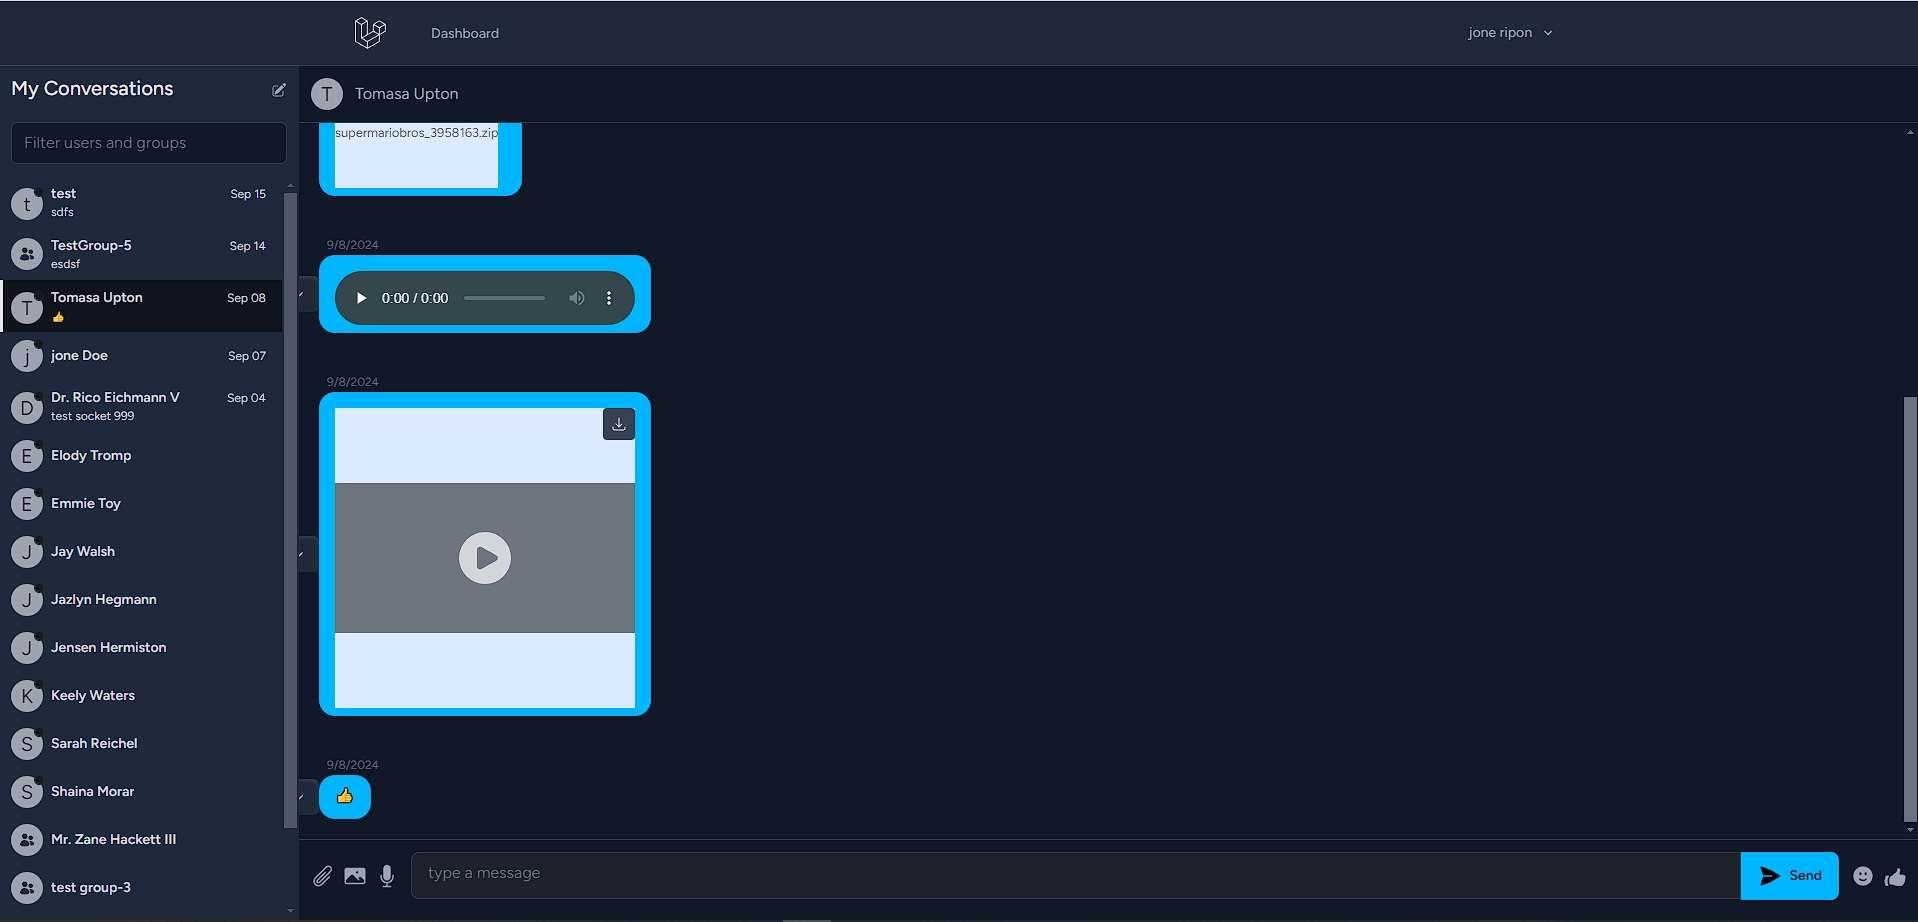 Dashboard
jone ripon
My Conversations
Filter users and groups
t
test
Sep 15
sdfs
TestGroup-5
Sep 14
esdsf
T
Tomasa Upton
Sep 08
👍
j
jone Doe
Sep 07
D
Dr. Rico Eichmann V
Sep 04
test socket 999
E
Elody Tromp
E
Emmie Toy
J
Jay Walsh
J
Jazlyn Hegmann
J
Jensen Hermiston
K
Keely Waters
S
Sarah Reichel
S
Shaina Morar
Mr. Zane Hackett III
test group-3
T
Tomasa Upton
supermariobros_3958163.zip
9/8/2024
0:00 / 0:00
9/8/2024
9/8/2024
👍
type a message
Send